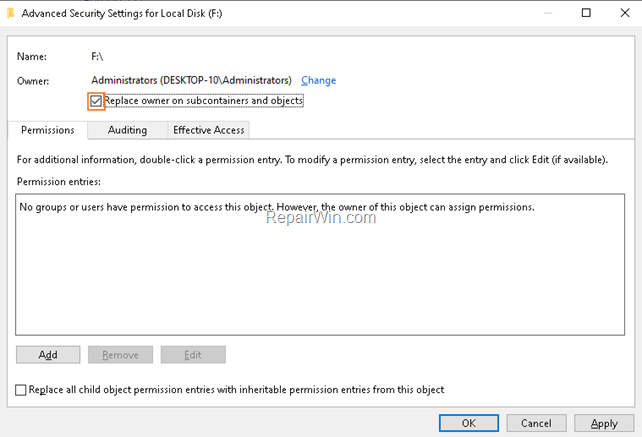 Advanced Security Settings for Local Disk (F:)
Name: F:\
Owner: Administrators (DESKTOP-10\Administrators) Change
Replace owner on subcontainers and objects
Permissions Auditing Effective Access
For additional information, double-click a permission entry. To modify a permission entry, select the entry and click Edit (if available).
Permission entries:
No groups or users have permission to access this object. However, the owner of this object can assign permissions.
RepairWin.com
Add Remove Edit
Replace all child object permission entries with inheritable permission entries from this object
OK Cancel Apply